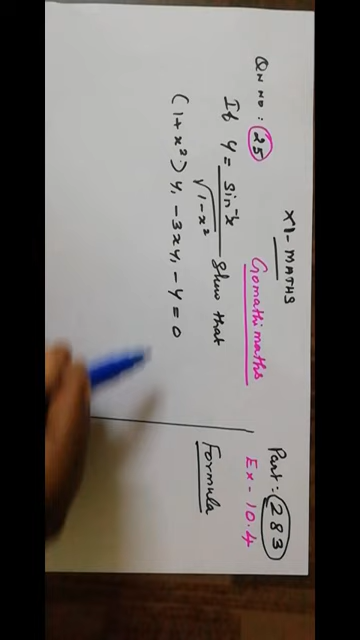 XI - MATHS
Part : 283
Gomathi maths
Ex - 10.4
QN NO : 25
If y = sin⁻¹x / √1-x² Show that
(1+x²) y₁ - 3xy₁ - y = 0
Formula